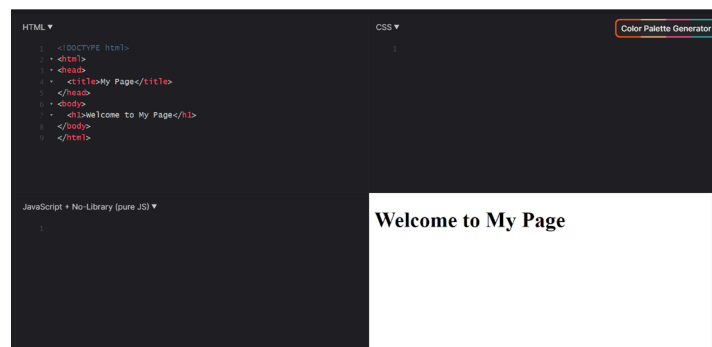 HTML ▼
1 <!DOCTYPE html>
2 ▾ <html>
3 ▾ <head>
4 ▾   <title>My Page</title>
5 </head>
6 ▾ <body>
7 ▾   <h1>Welcome to My Page</h1>
8 </body>
9 </html>
CSS ▼
Color Palette Generator
1
JavaScript + No-Library (pure JS) ▼
1
Welcome to My Page